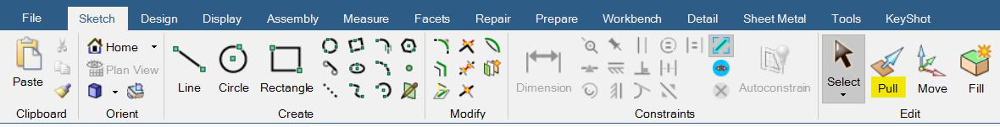 File Sketch Design Display Assembly Measure Facets Repair Prepare Workbench Detail Sheet Metal Tools KeyShot
Home
Plan View
Paste Line Circle Rectangle Dimension Autoconstrain Select Pull Move Fill
Clipboard Orient Create Modify Constraints Edit